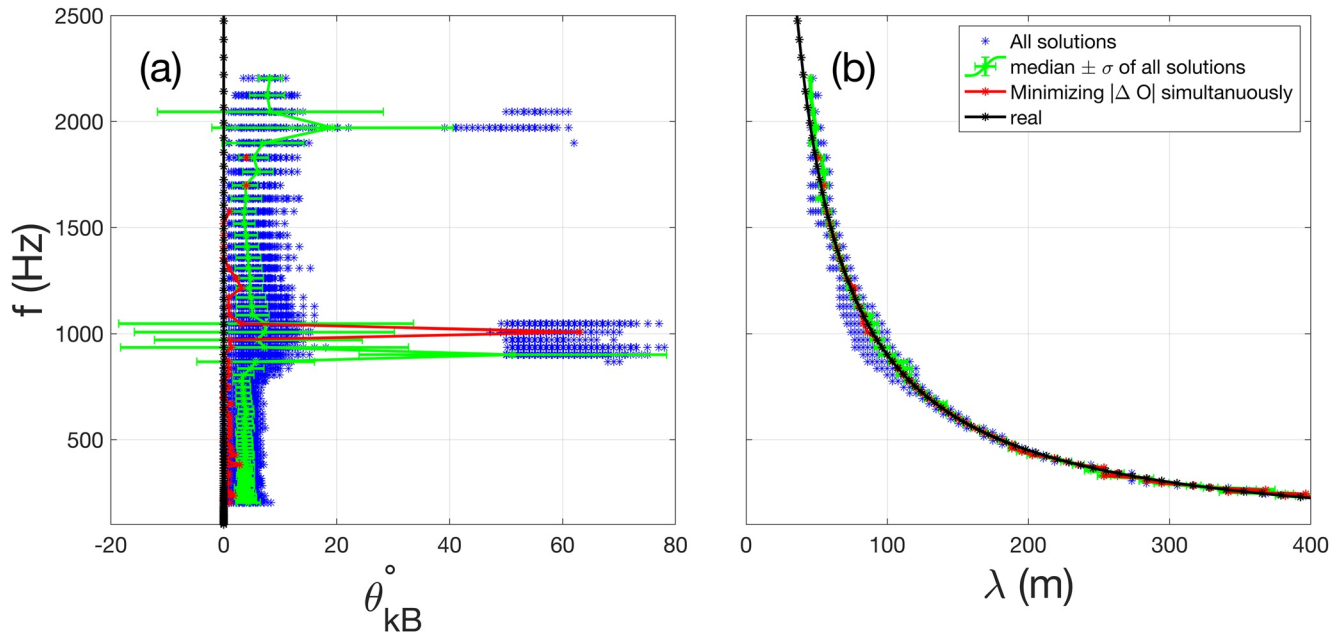 2500
2000
1500
1000
500
f (Hz)
(a)
-20
0
20
40
60
80
θ°kB
(b)
All solutions
median ± σ of all solutions
Minimizing |Δ O| simultanuously
real
0
100
200
300
400
λ (m)